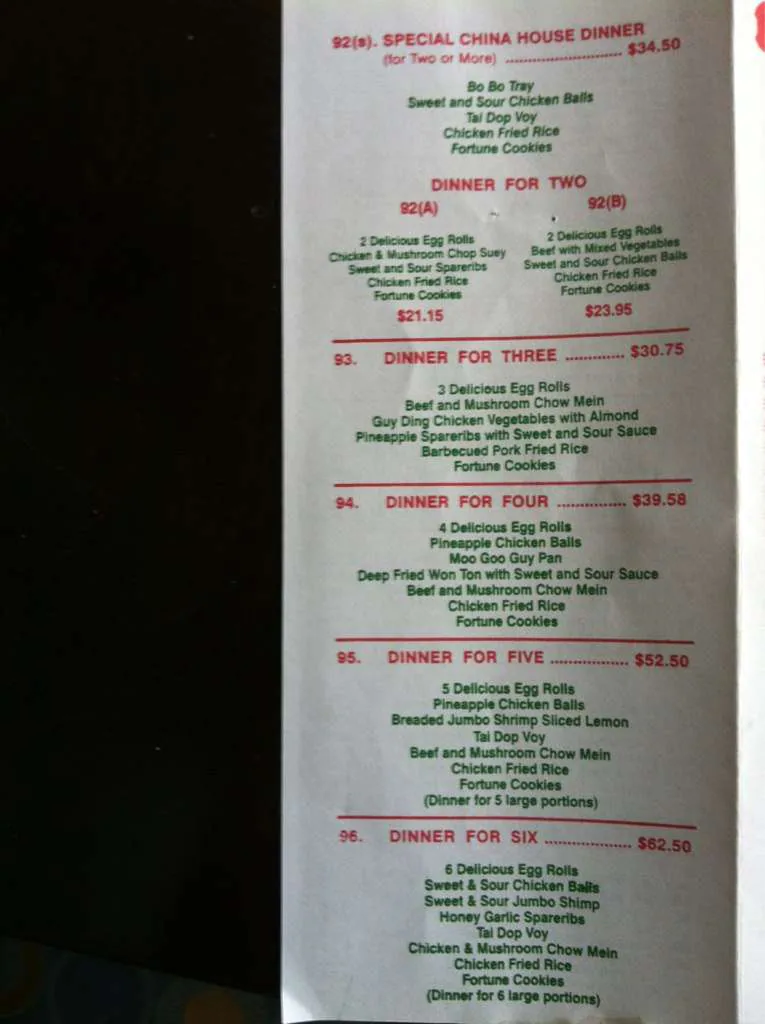 92(s). SPECIAL CHINA HOUSE DINNER
(for Two or More) ............................ $34.50
Bo Bo Tray
Sweet and Sour Chicken Balls
Tai Dop Voy
Chicken Fried Rice
Fortune Cookies
DINNER FOR TWO
92(A)
2 Delicious Egg Rolls
Chicken & Mushroom Chop Suey
Sweet and Sour Spareribs
Chicken Fried Rice
Fortune Cookies
$21.15
92(B)
2 Delicious Egg Rolls
Beef with Mixed Vegetables
Sweet and Sour Chicken Balls
Chicken Fried Rice
Fortune Cookies
$23.95
93. DINNER FOR THREE ............. $30.75
3 Delicious Egg Rolls
Beef and Mushroom Chow Mein
Guy Ding Chicken Vegetables with Almond
Pineapple Spareribs with Sweet and Sour Sauce
Barbecued Pork Fried Rice
Fortune Cookies
94. DINNER FOR FOUR ............... $39.58
4 Delicious Egg Rolls
Pineapple Chicken Balls
Moo Goo Guy Pan
Deep Fried Won Ton with Sweet and Sour Sauce
Beef and Mushroom Chow Mein
Chicken Fried Rice
Fortune Cookies
95. DINNER FOR FIVE .................. $52.50
5 Delicious Egg Rolls
Pineapple Chicken Balls
Breaded Jumbo Shrimp Sliced Lemon
Tai Dop Voy
Beef and Mushroom Chow Mein
Chicken Fried Rice
Fortune Cookies
(Dinner for 5 large portions)
96. DINNER FOR SIX ................... $62.50
6 Delicious Egg Rolls
Sweet & Sour Chicken Balls
Sweet & Sour Jumbo Shimp
Honey Garlic Spareribs
Tai Dop Voy
Chicken & Mushroom Chow Mein
Chicken Fried Rice
Fortune Cookies
(Dinner for 6 large portions)